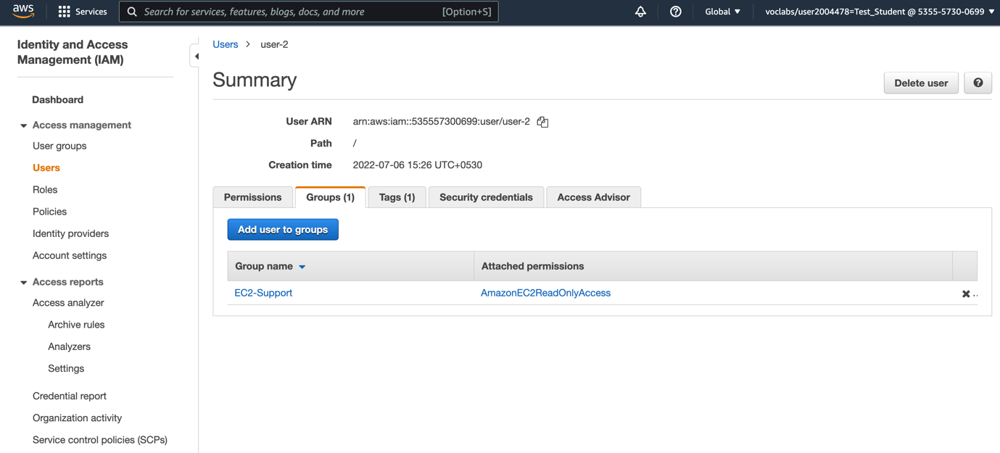 aws
Services
Search for services, features, blogs, docs, and more
[Option+S]
Global
voclabs/user2004478=Test_Student @ 5355-5730-0699
Identity and Access
Management (IAM)
Dashboard
Access management
User groups
Users
Roles
Policies
Identity providers
Account settings
Access reports
Access analyzer
Archive rules
Analyzers
Settings
Credential report
Organization activity
Service control policies (SCPs)
Users > user-2
Summary
Delete user
User ARN arn:aws:iam::535557300699:user/user-2
Path /
Creation time 2022-07-06 15:26 UTC+0530
Permissions Groups (1) Tags (1) Security credentials Access Advisor
Add user to groups
Group name Attached permissions
EC2-Support AmazonEC2ReadOnlyAccess